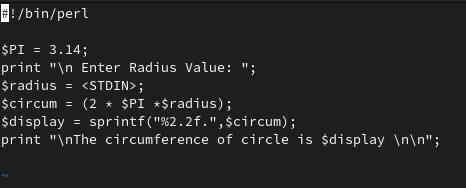 #!/bin/perl
$PI = 3.14;
print "\n Enter Radius Value: ";
$radius = <STDIN>;
$circum = (2 * $PI *$radius);
$display = sprintf("%2.2f.",$circum);
print "\nThe circumference of circle is $display \n\n";
~